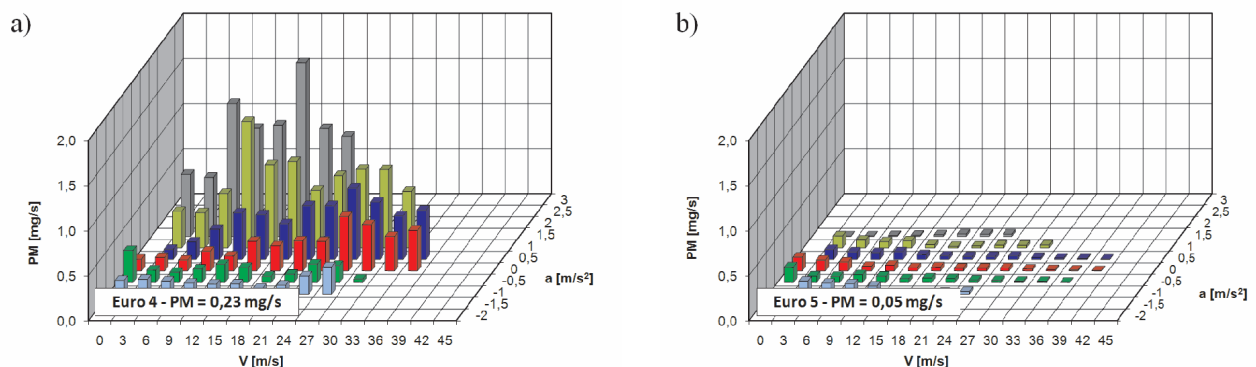 a)
2,0
1,5
1,0
0,5
0,0
PM [mg/s]
3
2,5
2
1,5
1
0,5
0
-0,5
-1
-1,5
-2
a [m/s²]
Euro 4 - PM = 0,23 mg/s
0 3 6 9 12 15 18 21 24 27 30 33 36 39 42 45
V [m/s]
b)
2,0
1,5
1,0
0,5
0,0
PM [mg/s]
3
2,5
2
1,5
1
0,5
0
-0,5
-1
-1,5
-2
a [m/s²]
Euro 5 - PM = 0,05 mg/s
0 3 6 9 12 15 18 21 24 27 30 33 36 39 42 45
V [m/s]